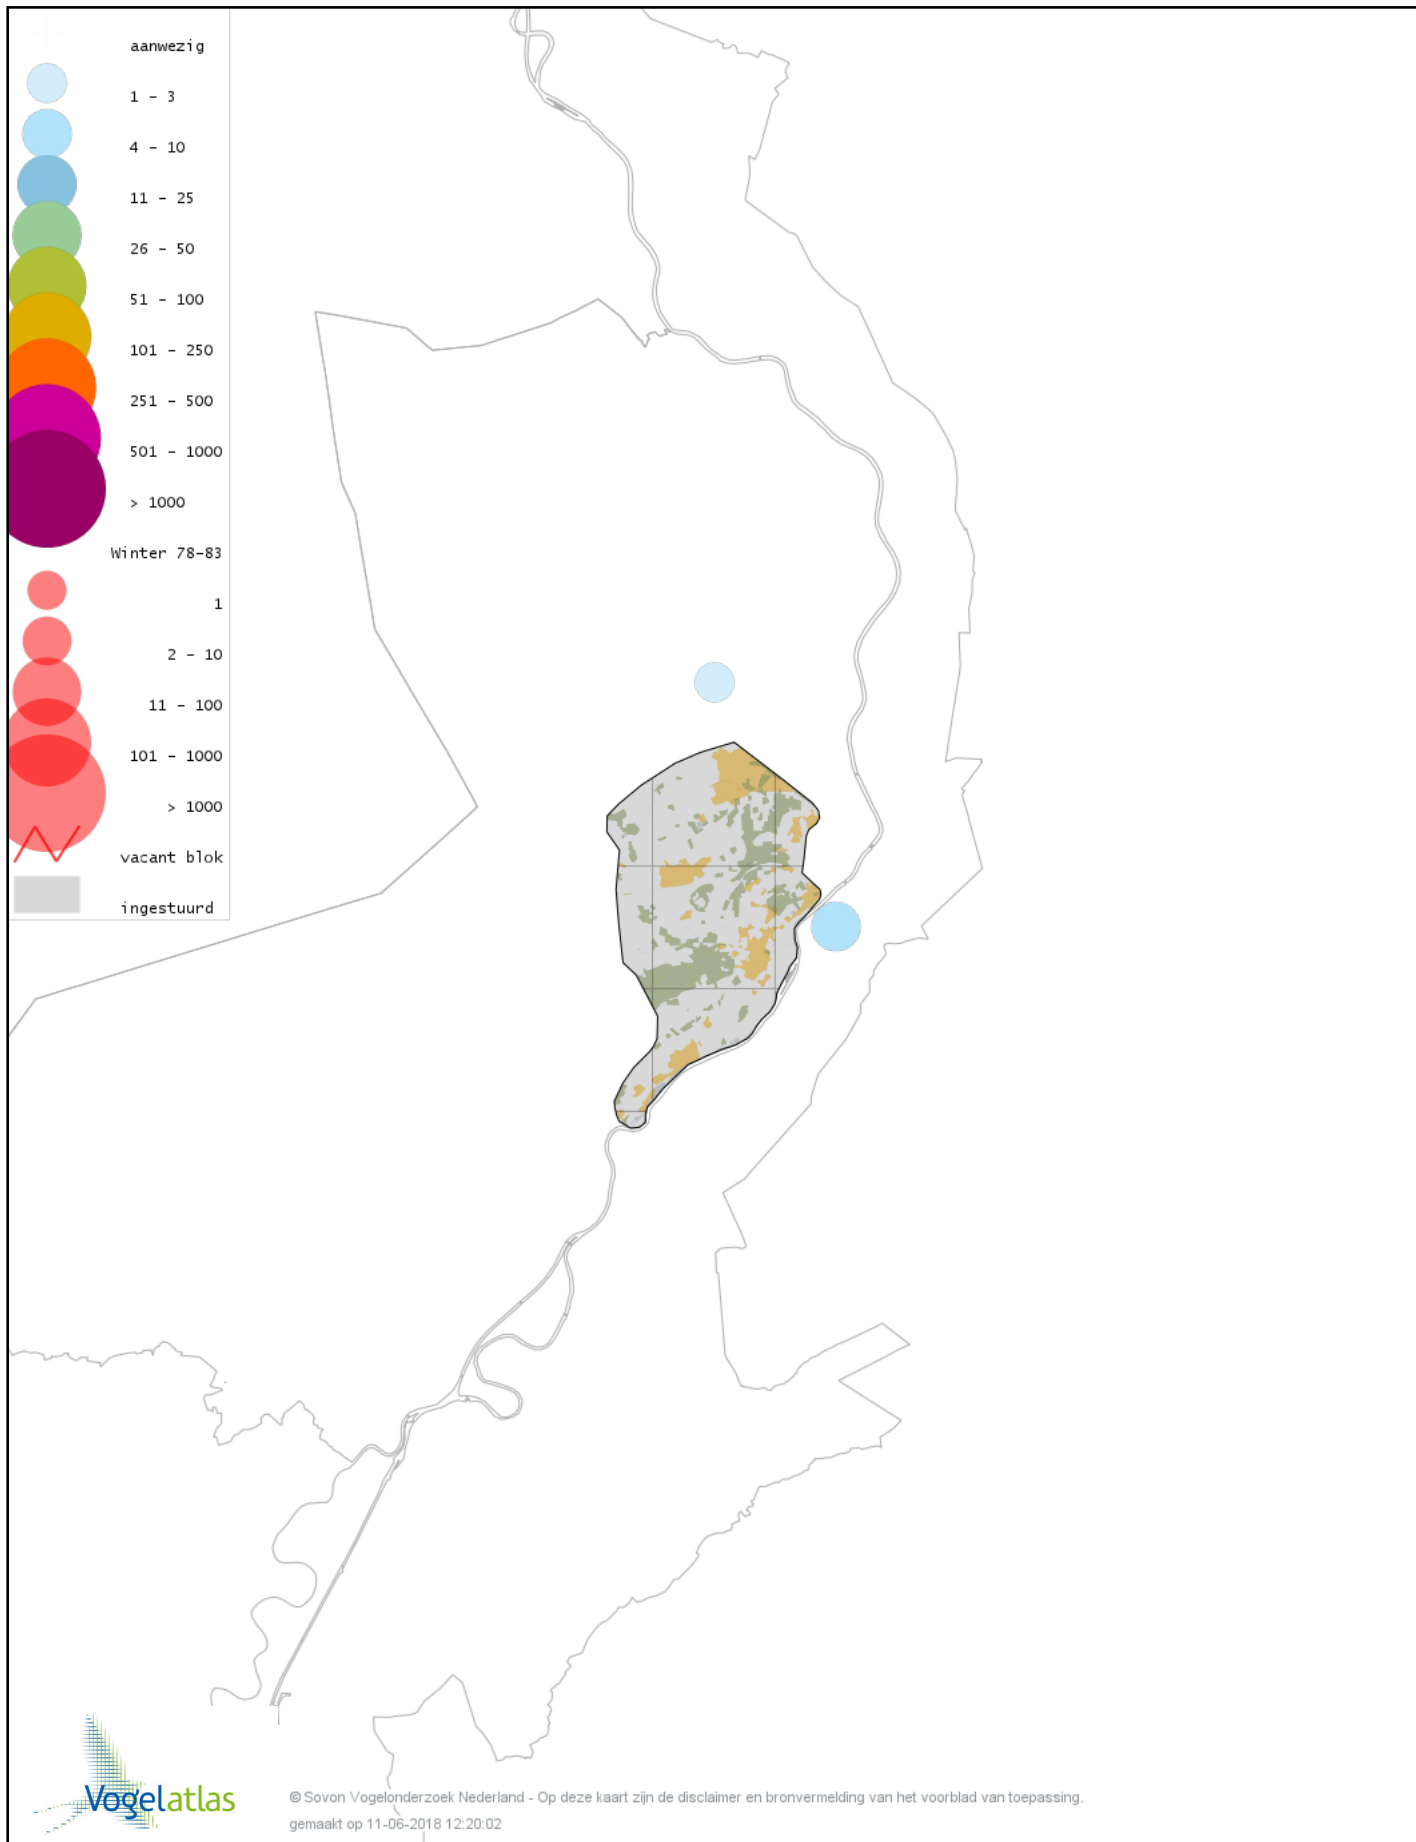 aanwezig
1 - 3
4 - 10
11 - 25
26 - 50
51 - 100
101 - 250
251 - 500
501 - 1000
> 1000
Winter 78-83
1
2 - 10
11 - 100
101 - 1000
> 1000
vacant blok
ingestuurd
Vogelatlas
© Sovon Vogelonderzoek Nederland - Op deze kaart zijn de disclaimer en bronvermelding van het voorblad van toepassing.
gemaakt op 11-06-2018 12:20:02